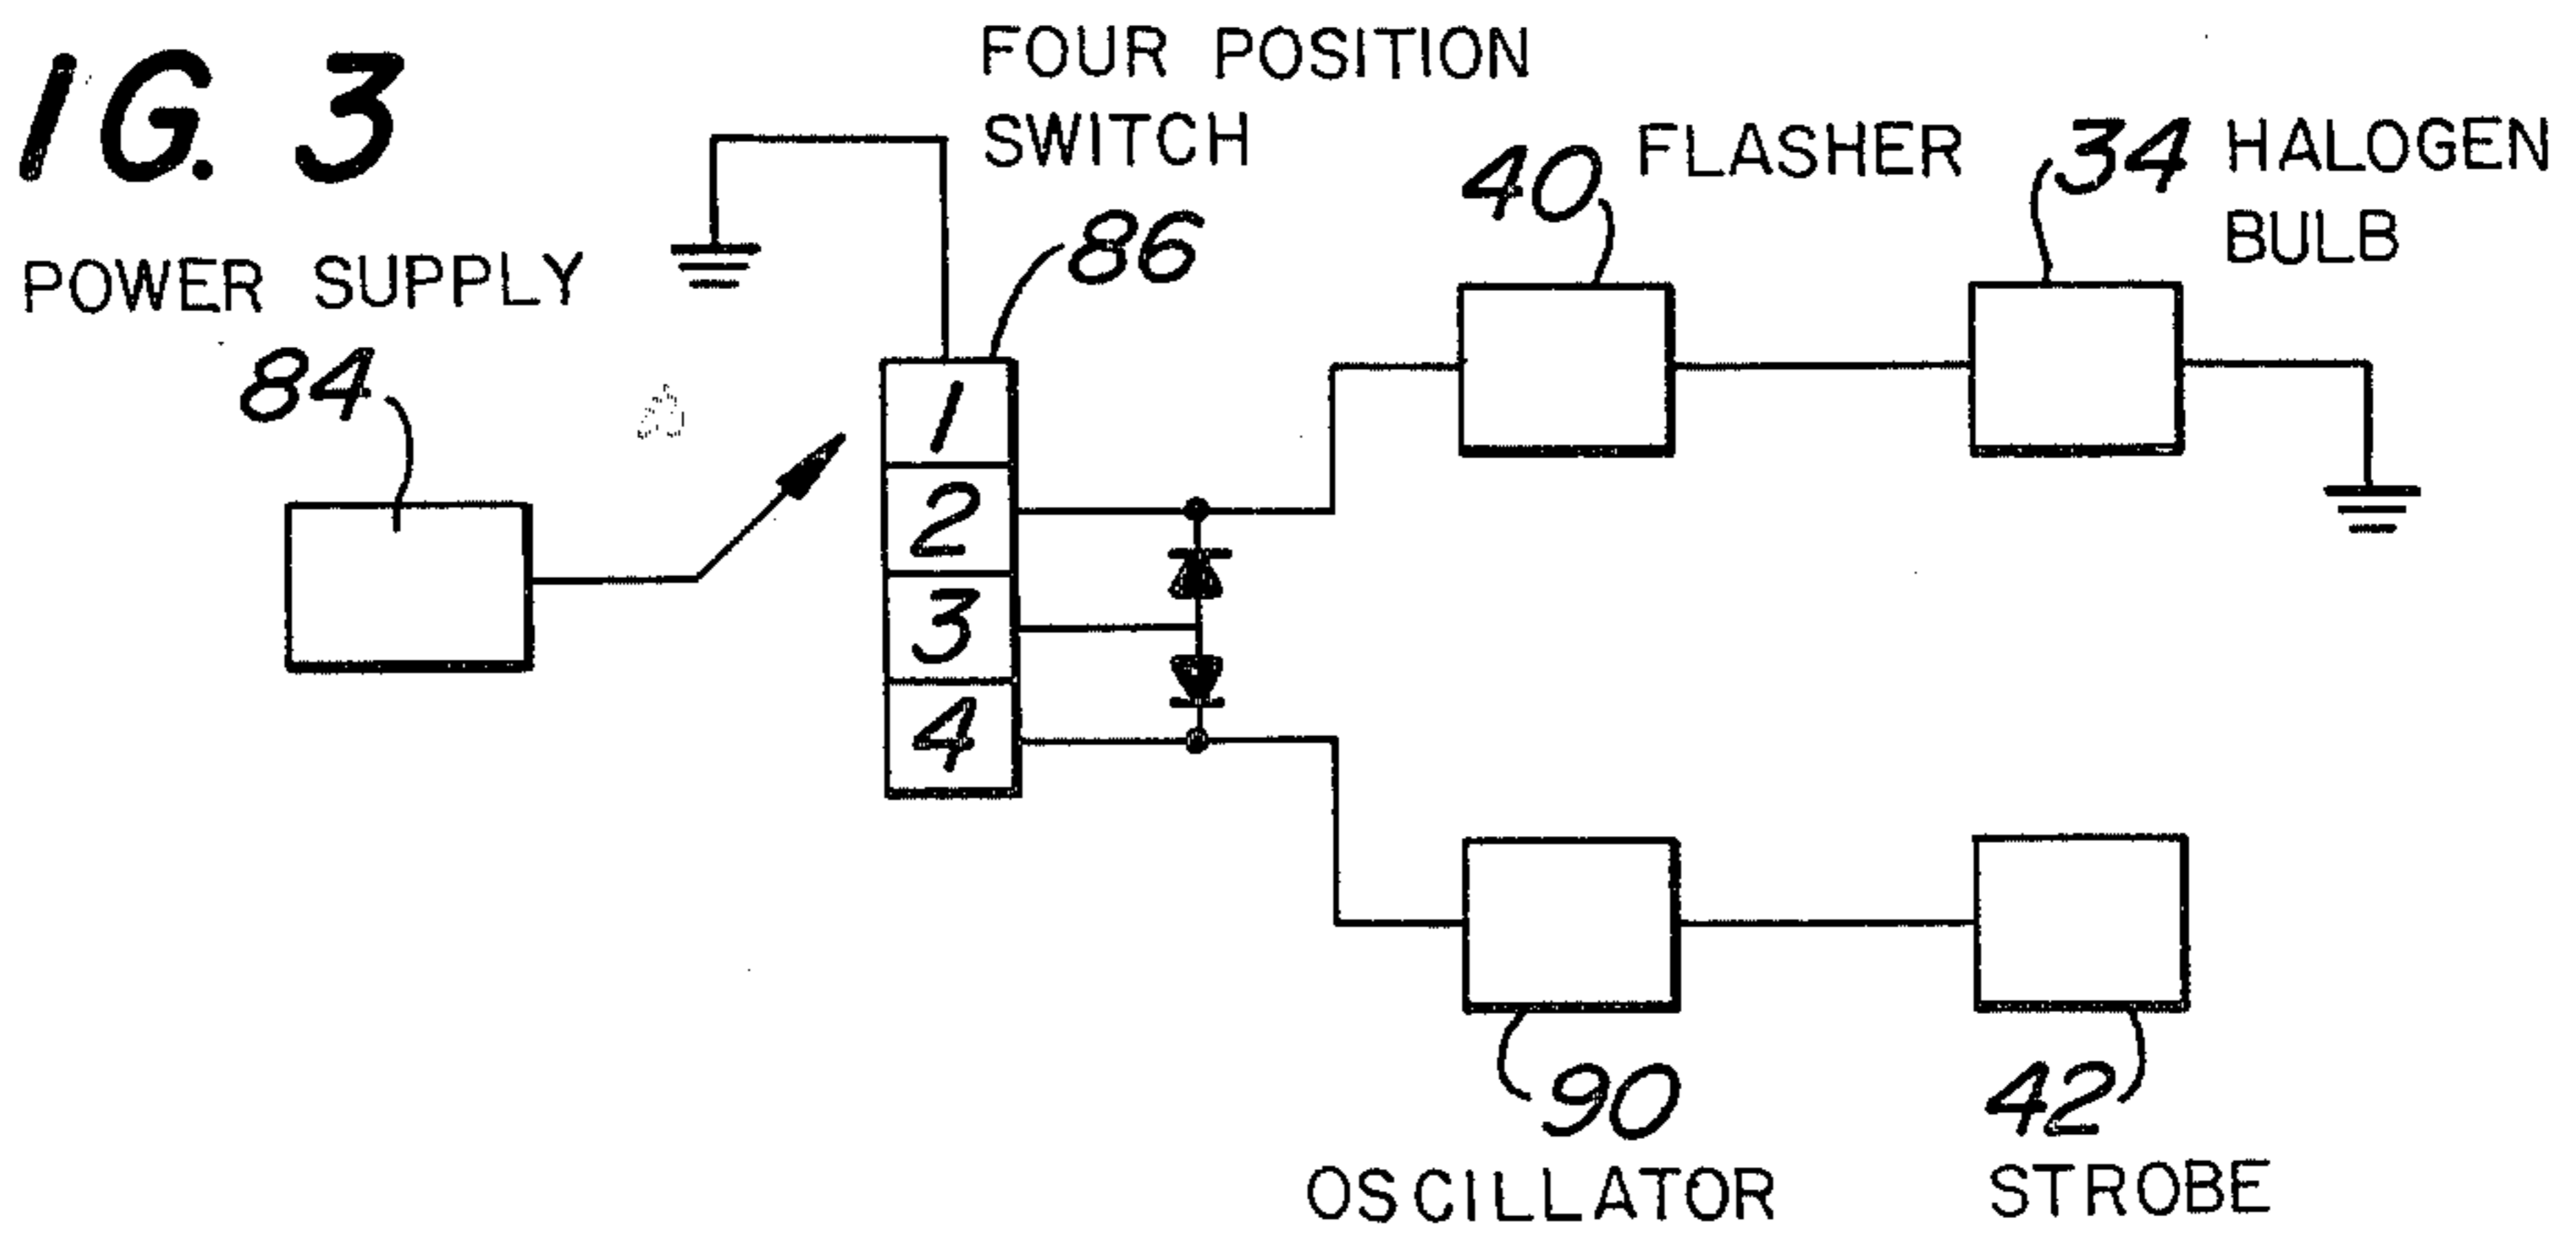 IG. 3
FOUR POSITION
SWITCH
86
POWER SUPPLY
84
40 FLASHER
34 HALOGEN
BULB
1
2
3
4
90
OSCILLATOR
42
STROBE